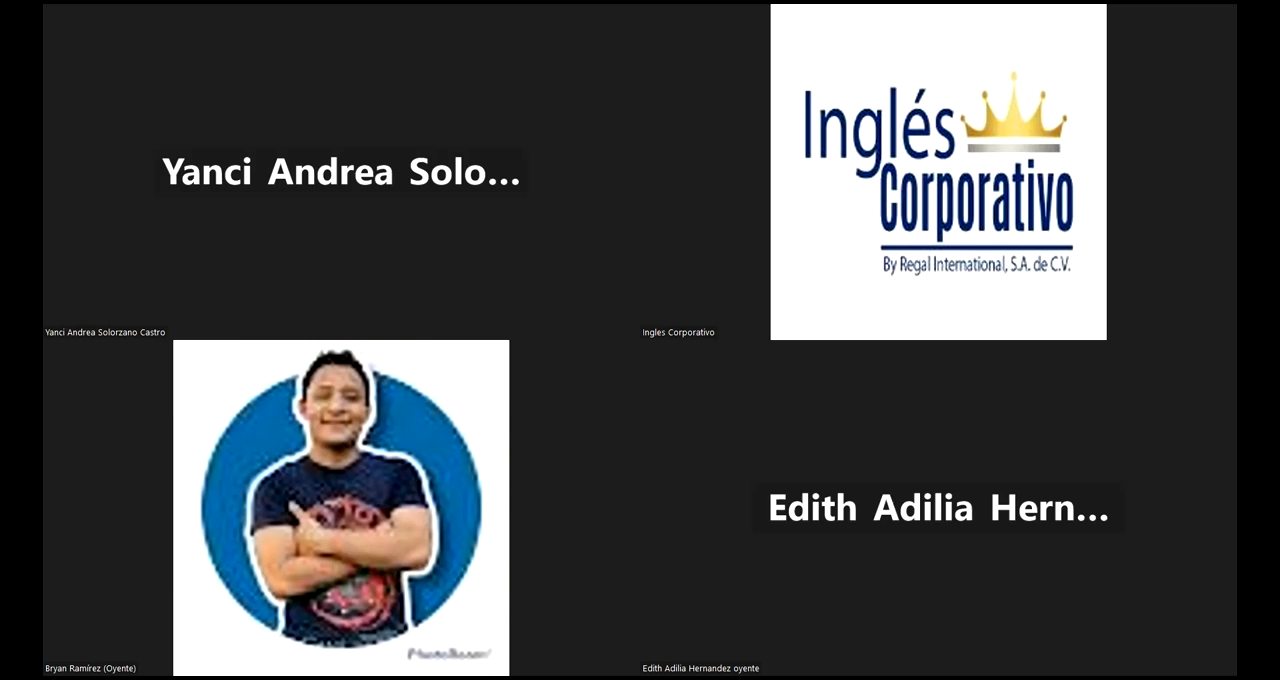 Yanci Andrea Solo...
Yanci Andrea Solorzano Castro
Inglés
Corporativo
By Regal International, S.A. de C.V.
Ingles Corporativo
Bryan Ramírez (Oyente)
Edith Adilia Hern...
Edith Adilia Hernandez oyente